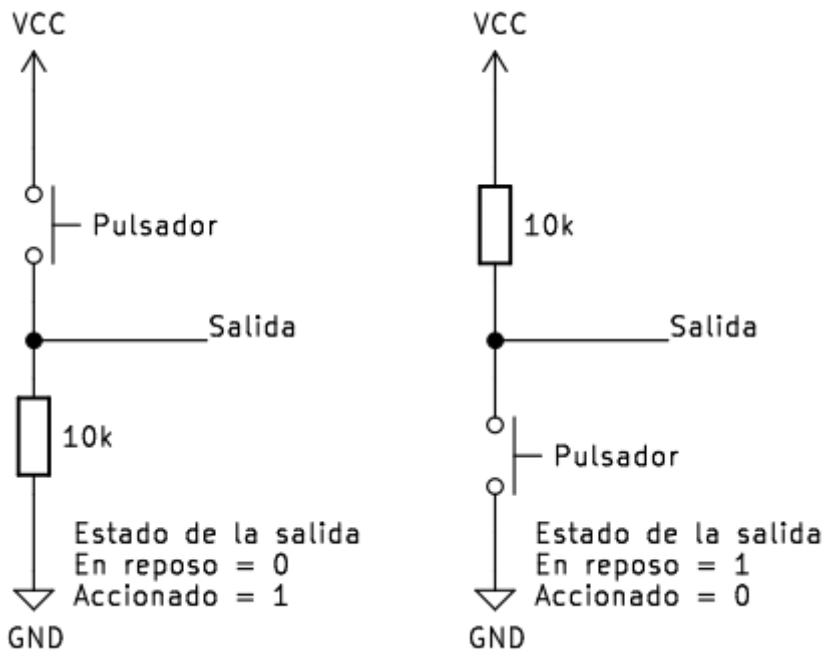 VCC
Pulsador
Salida
10k
Estado de la salida
En reposo = 0
Accionado = 1
GND
VCC
10k
Salida
Pulsador
Estado de la salida
En reposo = 1
Accionado = 0
GND